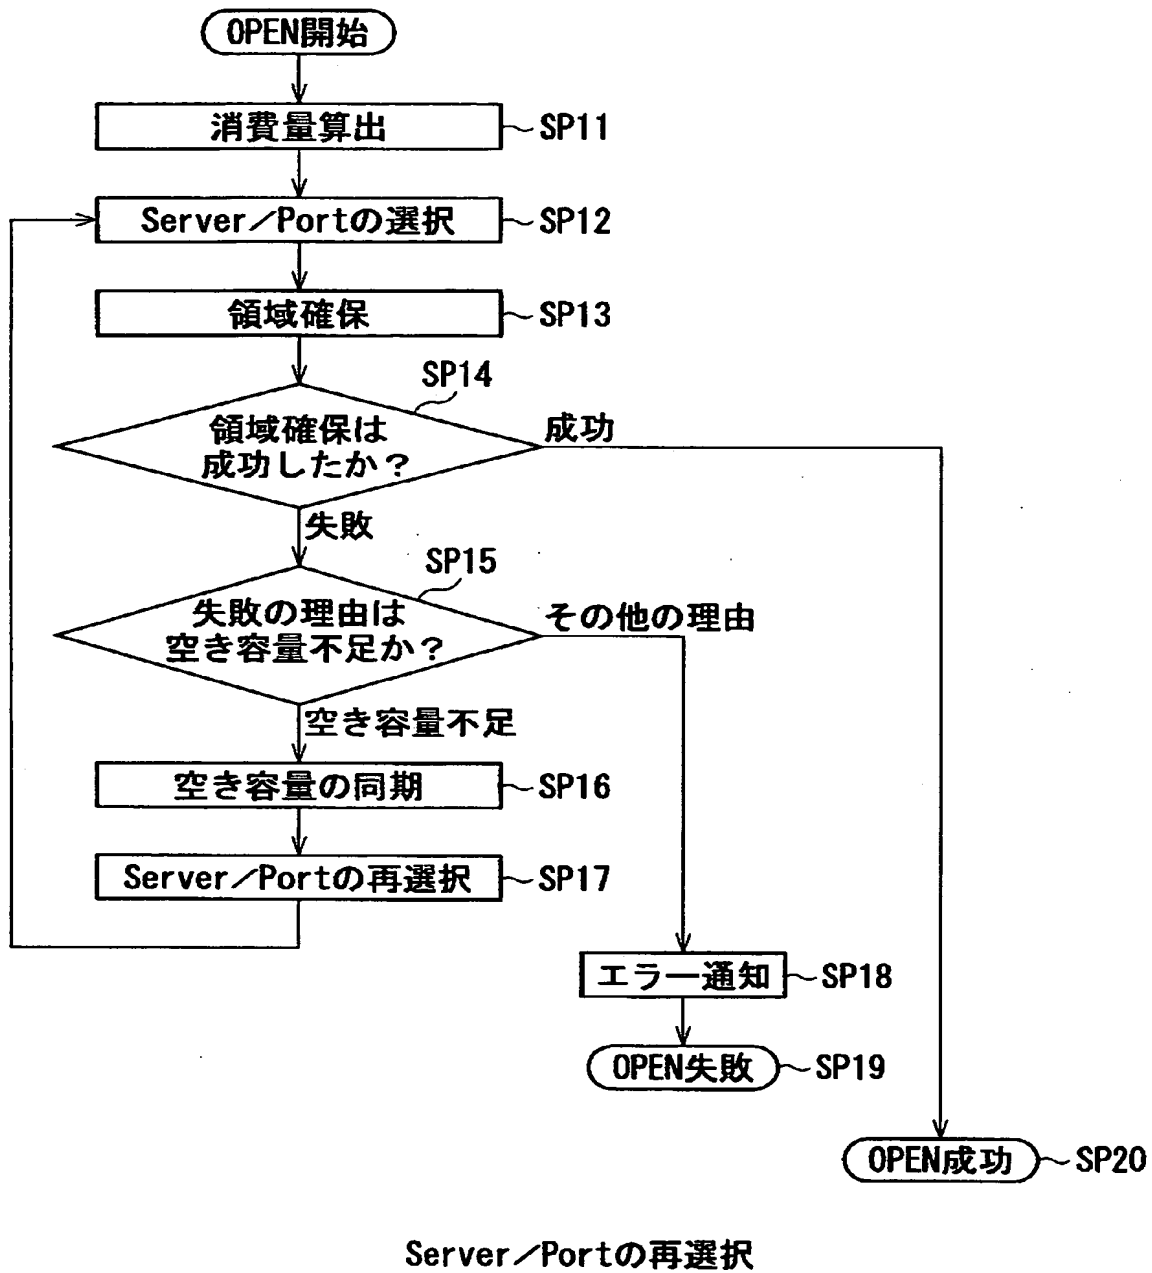 OPEN開始
消費量算出 SP11
Server/Portの選択 SP12
領域確保 SP13
SP14
領域確保は
成功したか?
成功
失敗
SP15
失敗の理由は
空き容量不足か?
その他の理由
空き容量不足
空き容量の同期 SP16
Server/Portの再選択 SP17
エラー通知 SP18
OPEN失敗 SP19
OPEN成功 SP20
Server/Portの再選択